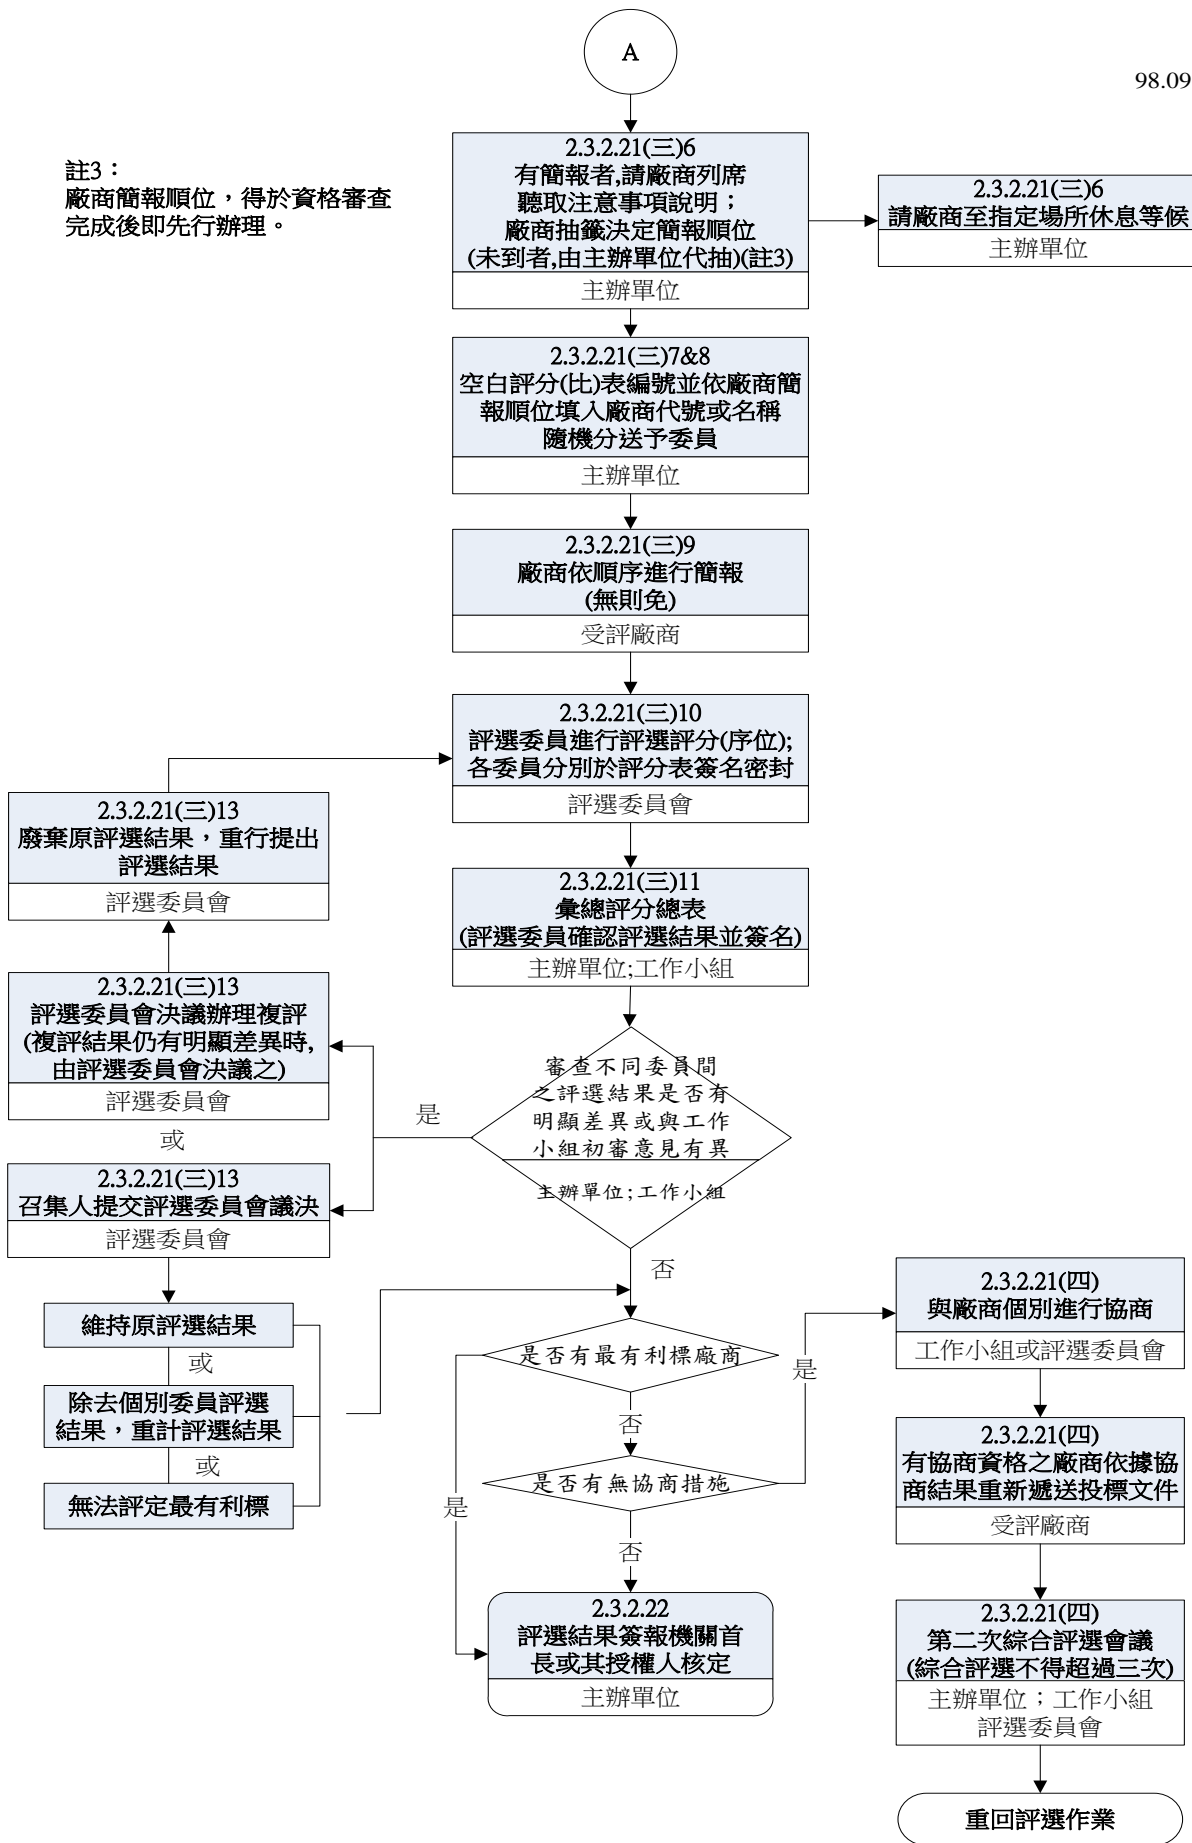 A
98.09
註3：
廠商簡報順位，得於資格審查
完成後即先行辦理。
2.3.2.21(三)6
有簡報者,請廠商列席
聽取注意事項說明；
廠商抽籤決定簡報順位
(未到者,由主辦單位代抽)(註3)
主辦單位
2.3.2.21(三)6
請廠商至指定場所休息等候
主辦單位
2.3.2.21(三)7&8
空白評分(比)表編號並依廠商簡
報順位填入廠商代號或名稱
隨機分送予委員
主辦單位
2.3.2.21(三)9
廠商依順序進行簡報
(無則免)
受評廠商
2.3.2.21(三)10
評選委員進行評選評分(序位);
各委員分別於評分表簽名密封
評選委員會
2.3.2.21(三)13
廢棄原評選結果，重行提出
評選結果
評選委員會
2.3.2.21(三)11
彙總評分總表
(評選委員確認評選結果並簽名)
主辦單位;工作小組
2.3.2.21(三)13
評選委員會決議辦理複評
(複評結果仍有明顯差異時,
由評選委員會決議之)
評選委員會
或
審查不同委員間
之評選結果是否有
明顯差異或與工作
小組初審意見有異
主辦單位;工作小組
是
2.3.2.21(三)13
召集人提交評選委員會議決
評選委員會
否
維持原評選結果
或
除去個別委員評選
結果，重計評選結果
或
無法評定最有利標
是否有最有利標廠商
是
否
是否有無協商措施
是
否
2.3.2.22
評選結果簽報機關首
長或其授權人核定
主辦單位
2.3.2.21(四)
與廠商個別進行協商
工作小組或評選委員會
2.3.2.21(四)
有協商資格之廠商依據協
商結果重新遞送投標文件
受評廠商
2.3.2.21(四)
第二次綜合評選會議
(綜合評選不得超過三次)
主辦單位；工作小組
評選委員會
重回評選作業